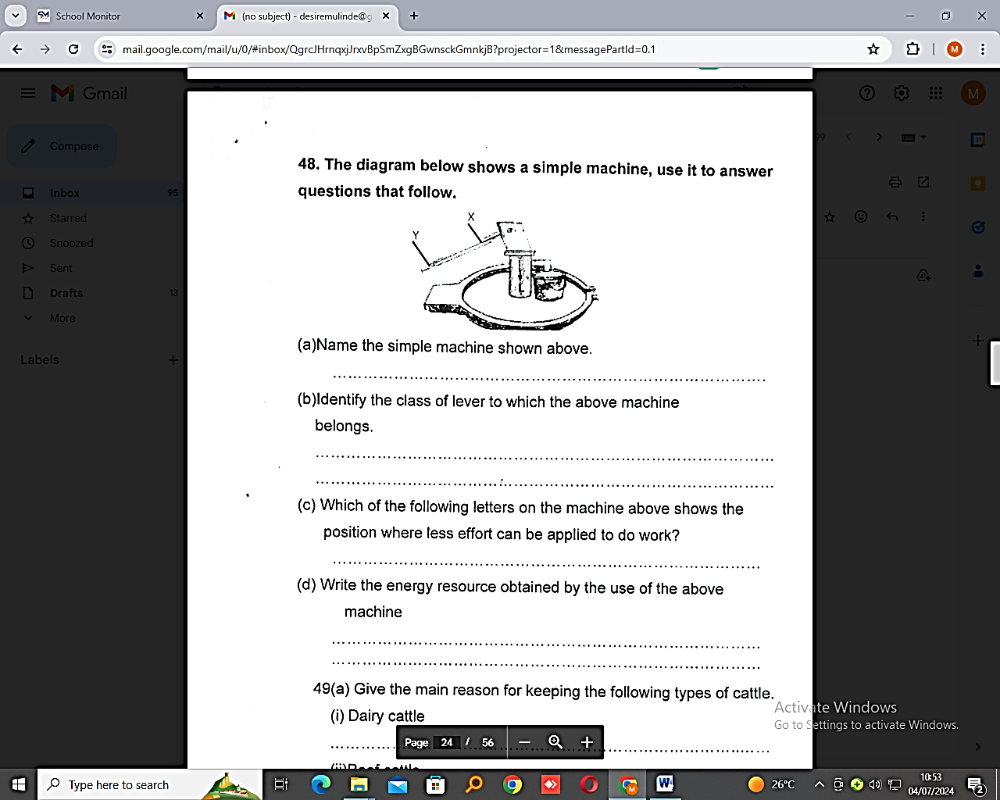 School Monitor
(no subject) - desiremulinde@g
mail.google.com/mail/u/0/#inbox/QgrcJHrnqxjJrxvBpSmZxgBGwnsckGmnkjB?projector=1&messagePartId=0.1
M
Gmail
M
Compose
99
31
Inbox 95
Starred
Snoozed
Sent
Drafts 13
More
Labels
48. The diagram below shows a simple machine, use it to answer
questions that follow.
X
Y
(a)Name the simple machine shown above.
(b)Identify the class of lever to which the above machine
belongs.
(c) Which of the following letters on the machine above shows the
position where less effort can be applied to do work?
(d) Write the energy resource obtained by the use of the above
machine
49(a) Give the main reason for keeping the following types of cattle.
(i) Dairy cattle
(ii)Beef cattle
Page 24 / 56
Activate Windows
Go to Settings to activate Windows.
Type here to search
26°C
10:53
04/07/2024
2